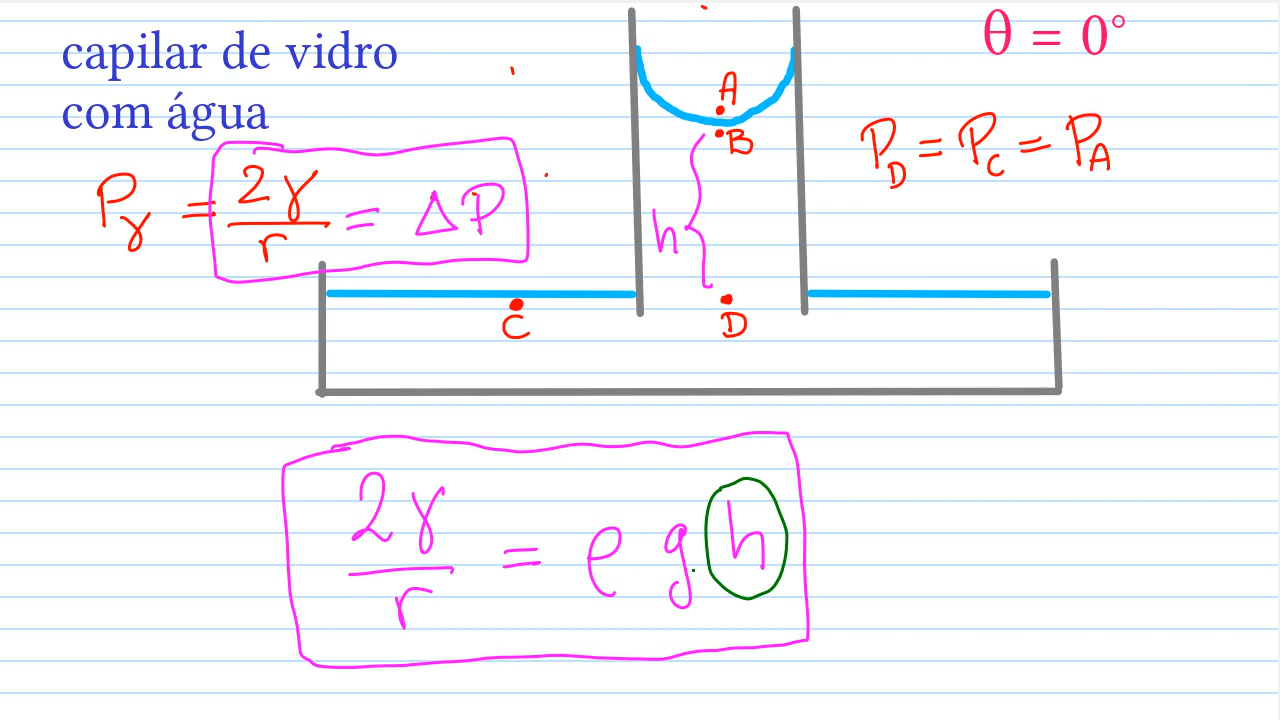 capilar de vidro
com água
θ = 0°
A
B
P_D = P_C = P_A
P_γ = 2γ/r = ΔP
h
C
D
2γ/r = ρ g h